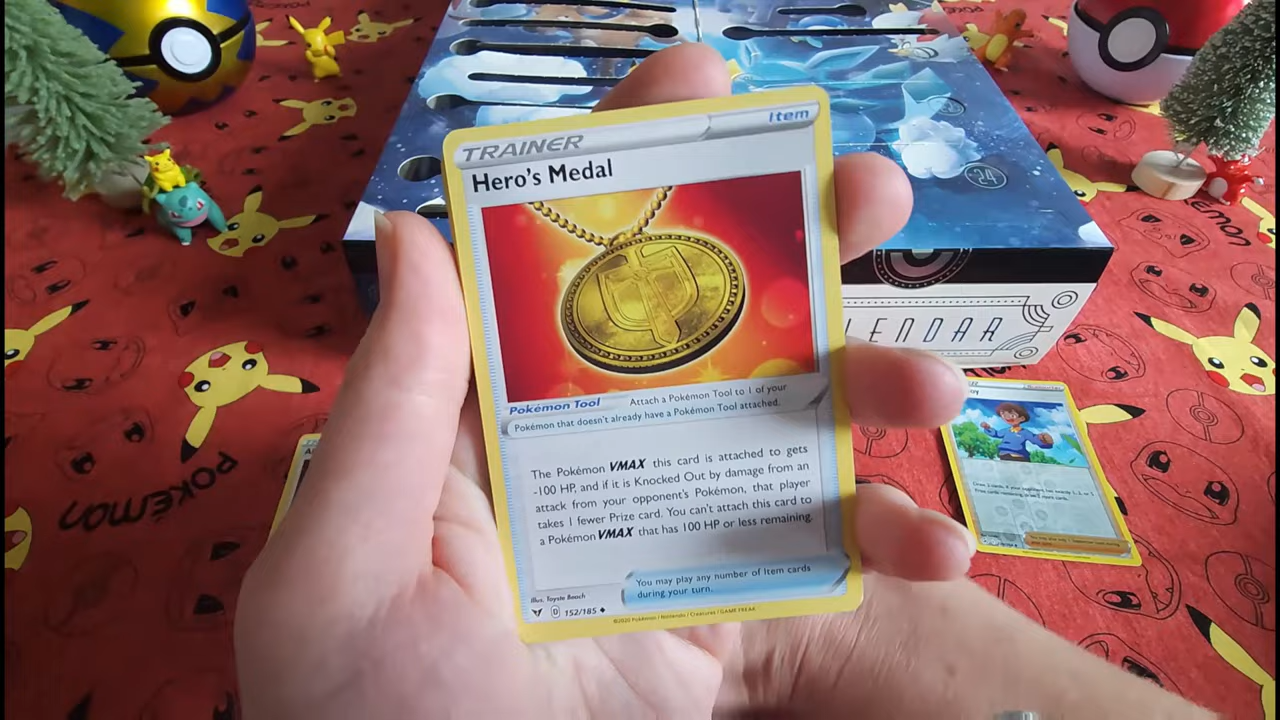 TRAINER
Item
Hero's Medal
Pokémon Tool
Attach a Pokémon Tool to 1 of your
Pokémon that doesn't already have a Pokémon Tool attached.
The Pokémon VMAX this card is attached to gets
-100 HP, and if it is Knocked Out by damage from an
attack from your opponent's Pokémon, that player
takes 1 fewer Prize card. You can't attach this card to
a Pokémon VMAX that has 100 HP or less remaining.
You may play any number of Item cards
during your turn.
Illus. Toyste Beach
D 152/185
©2020 Pokémon / Nintendo / Creatures / GAME FREAK
24
LENDAR
POKÉMON
POKÉMON